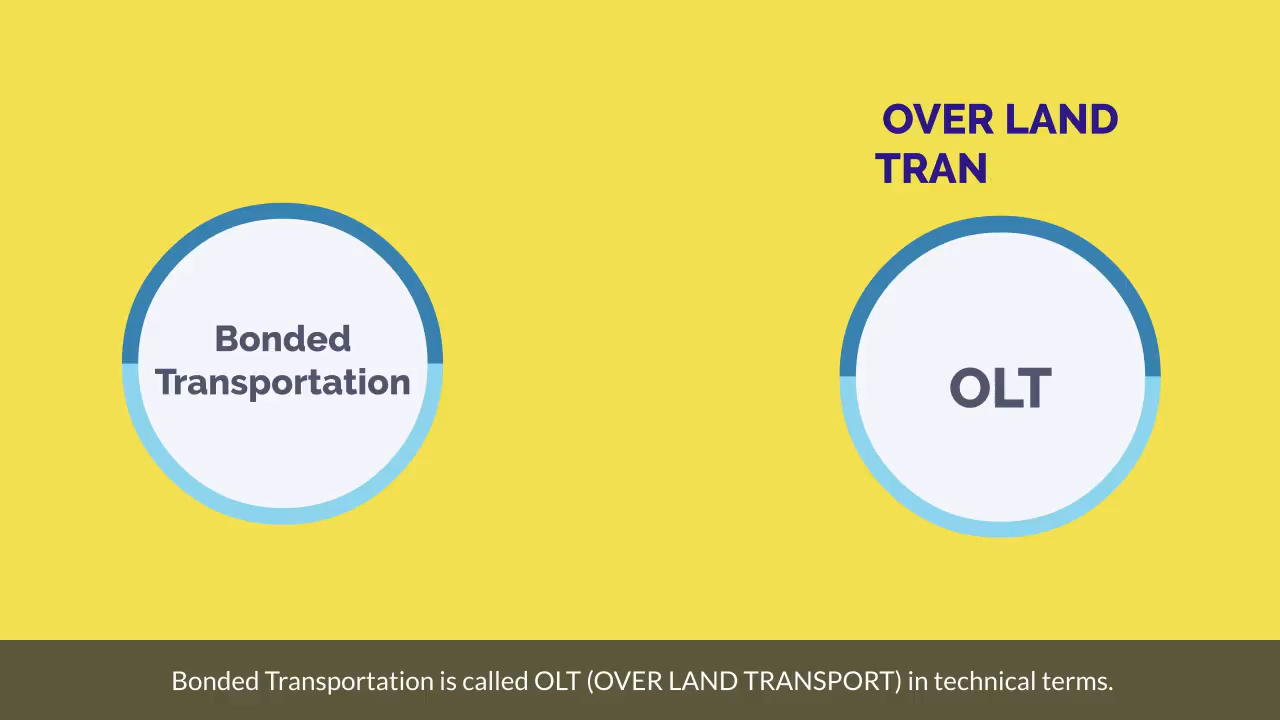 OVER LAND
TRAN
Bonded
Transportation
OLT
Bonded Transportation is called OLT (OVER LAND TRANSPORT) in technical terms.